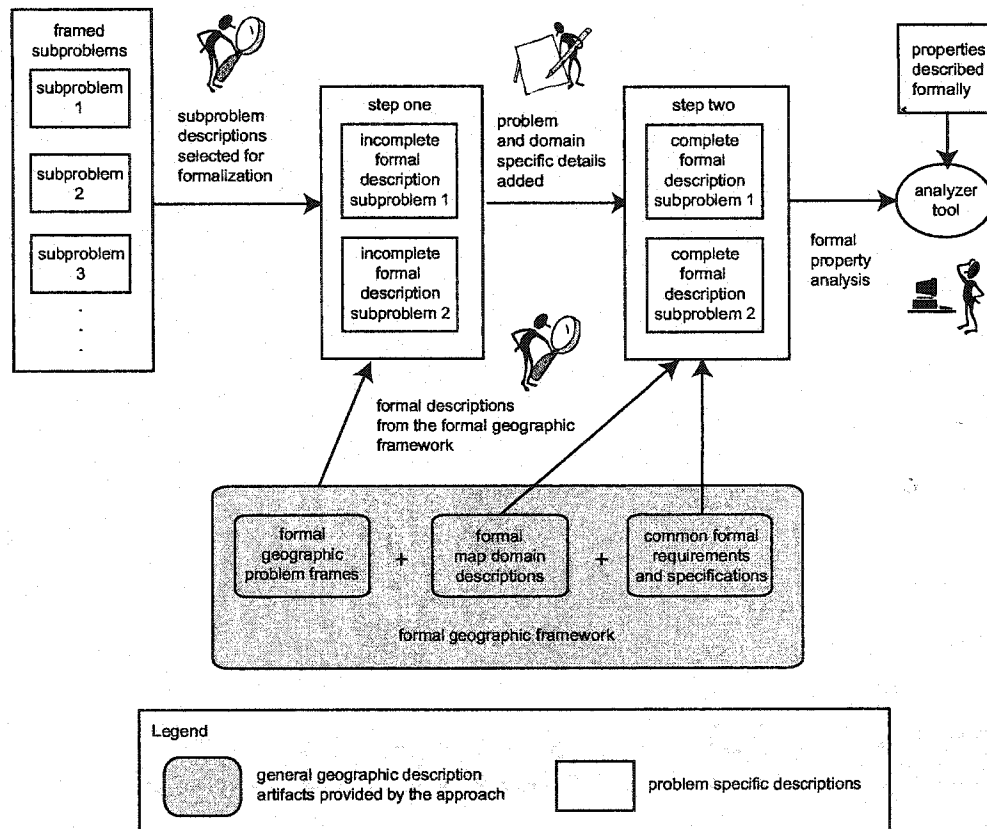 framed
subproblems
subproblem
1
subproblem
2
subproblem
3
subproblem
descriptions
selected for
formalization
step one
incomplete
formal
description
subproblem 1
incomplete
formal
description
subproblem 2
problem
and domain
specific details
added
step two
complete
formal
description
subproblem 1
complete
formal
description
subproblem 2
properties
described
formally
analyzer
tool
formal
property
analysis
formal descriptions
from the formal geographic
framework
formal
geographic
problem frames
+
formal
map domain
descriptions
+
common formal
requirements
and specifications
formal geographic framework
Legend
general geographic description
artifacts provided by the approach
problem specific descriptions